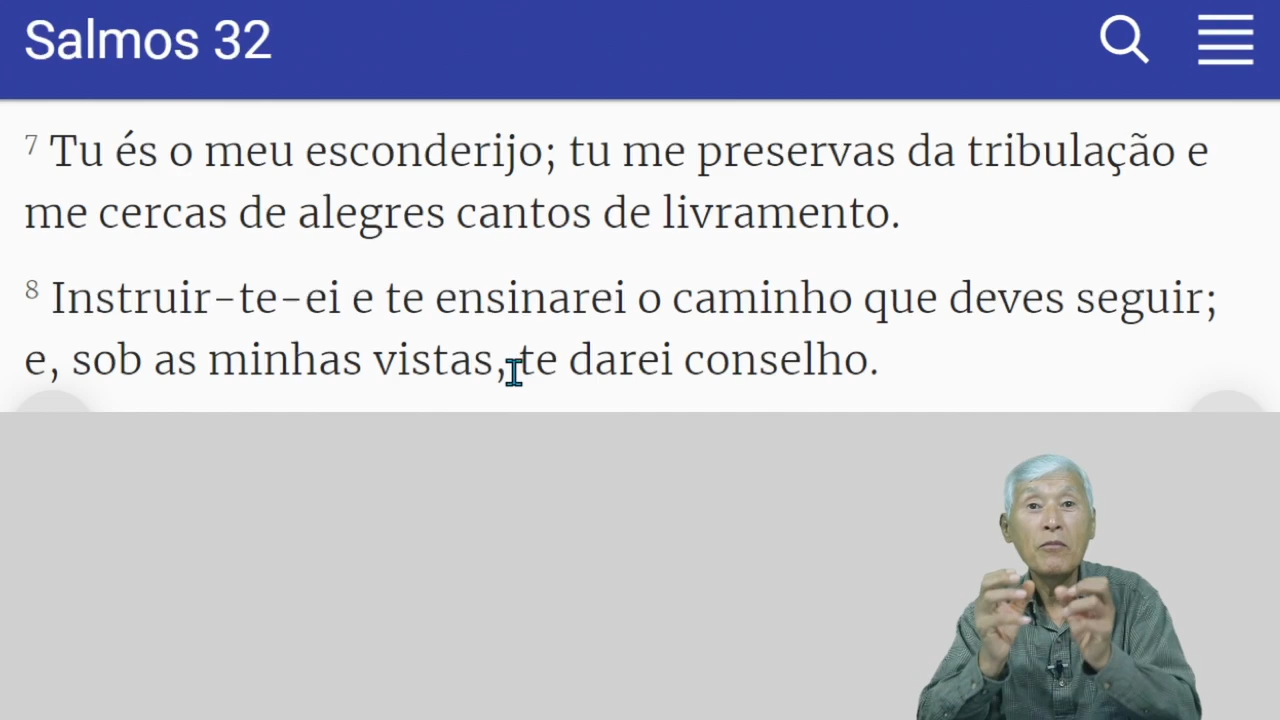 Salmos 32
7 Tu és o meu esconderijo; tu me preservas da tribulação e
me cercas de alegres cantos de livramento.
8 Instruir-te-ei e te ensinarei o caminho que deves seguir;
e, sob as minhas vistas, te darei conselho.